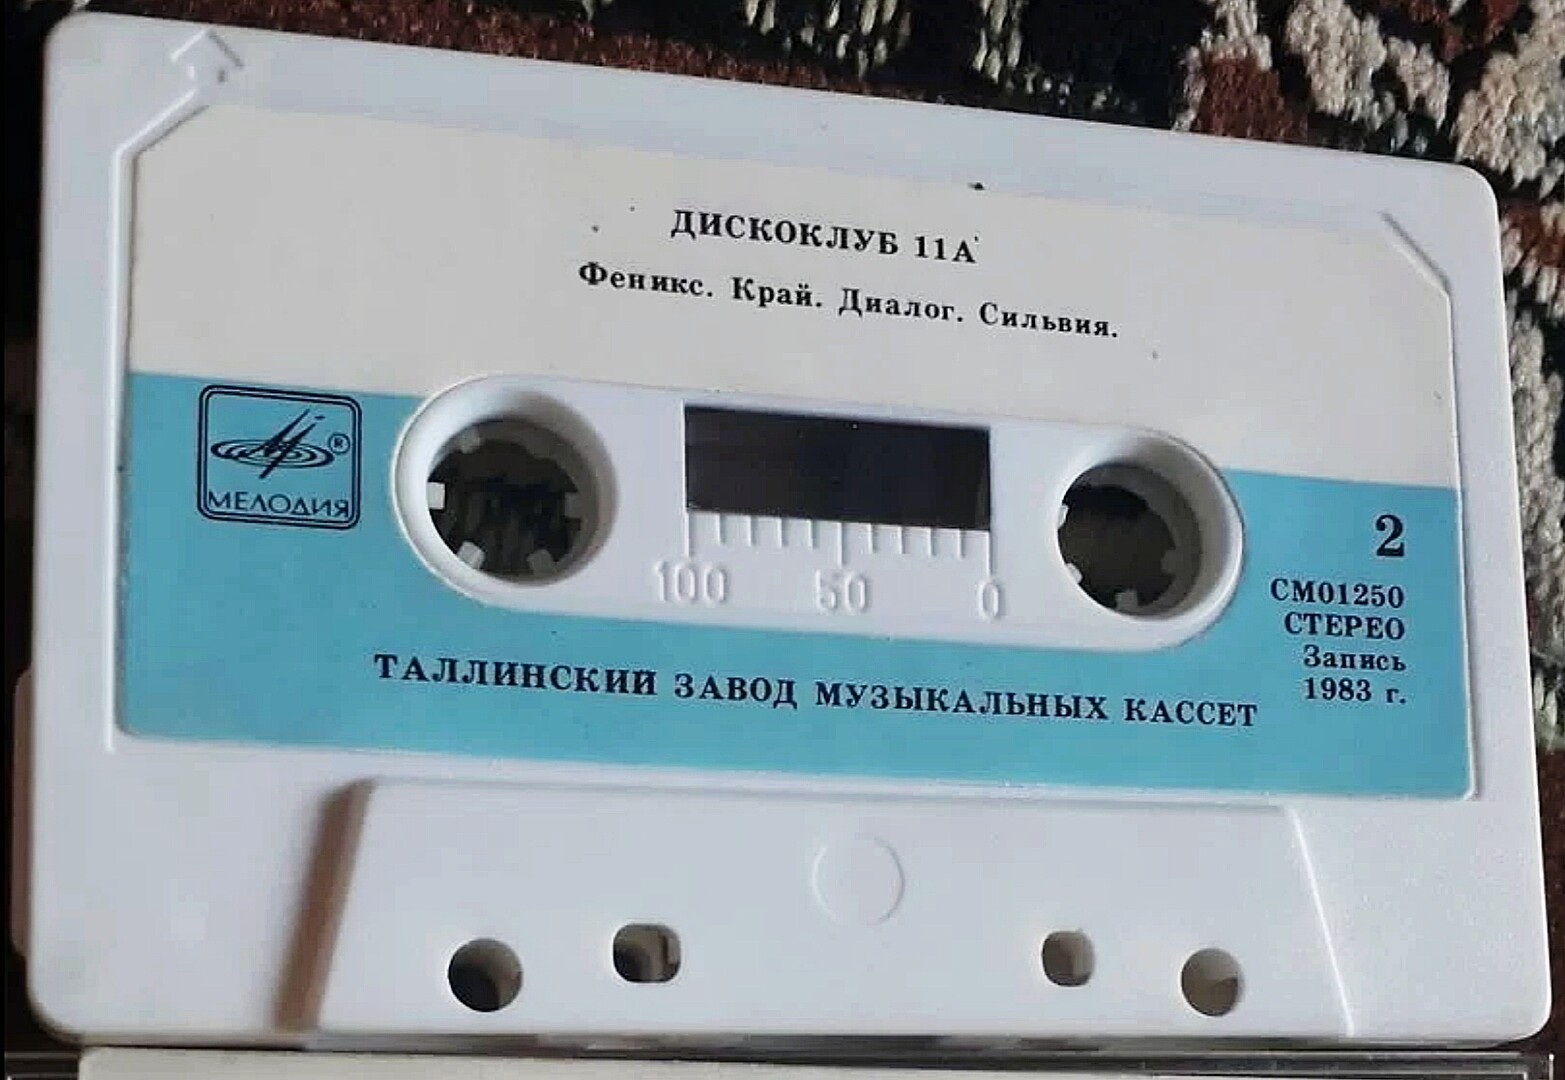 ДИСКОКЛУБ 11А
Феникс. Край. Диалог. Сильвия.
®
МЕЛОДИЯ
100 50 0
2
СМ01250
СТЕРЕО
Запись
1983 г.
ТАЛЛИНСКИЙ ЗАВОД МУЗЫКАЛЬНЫХ КАССЕТ